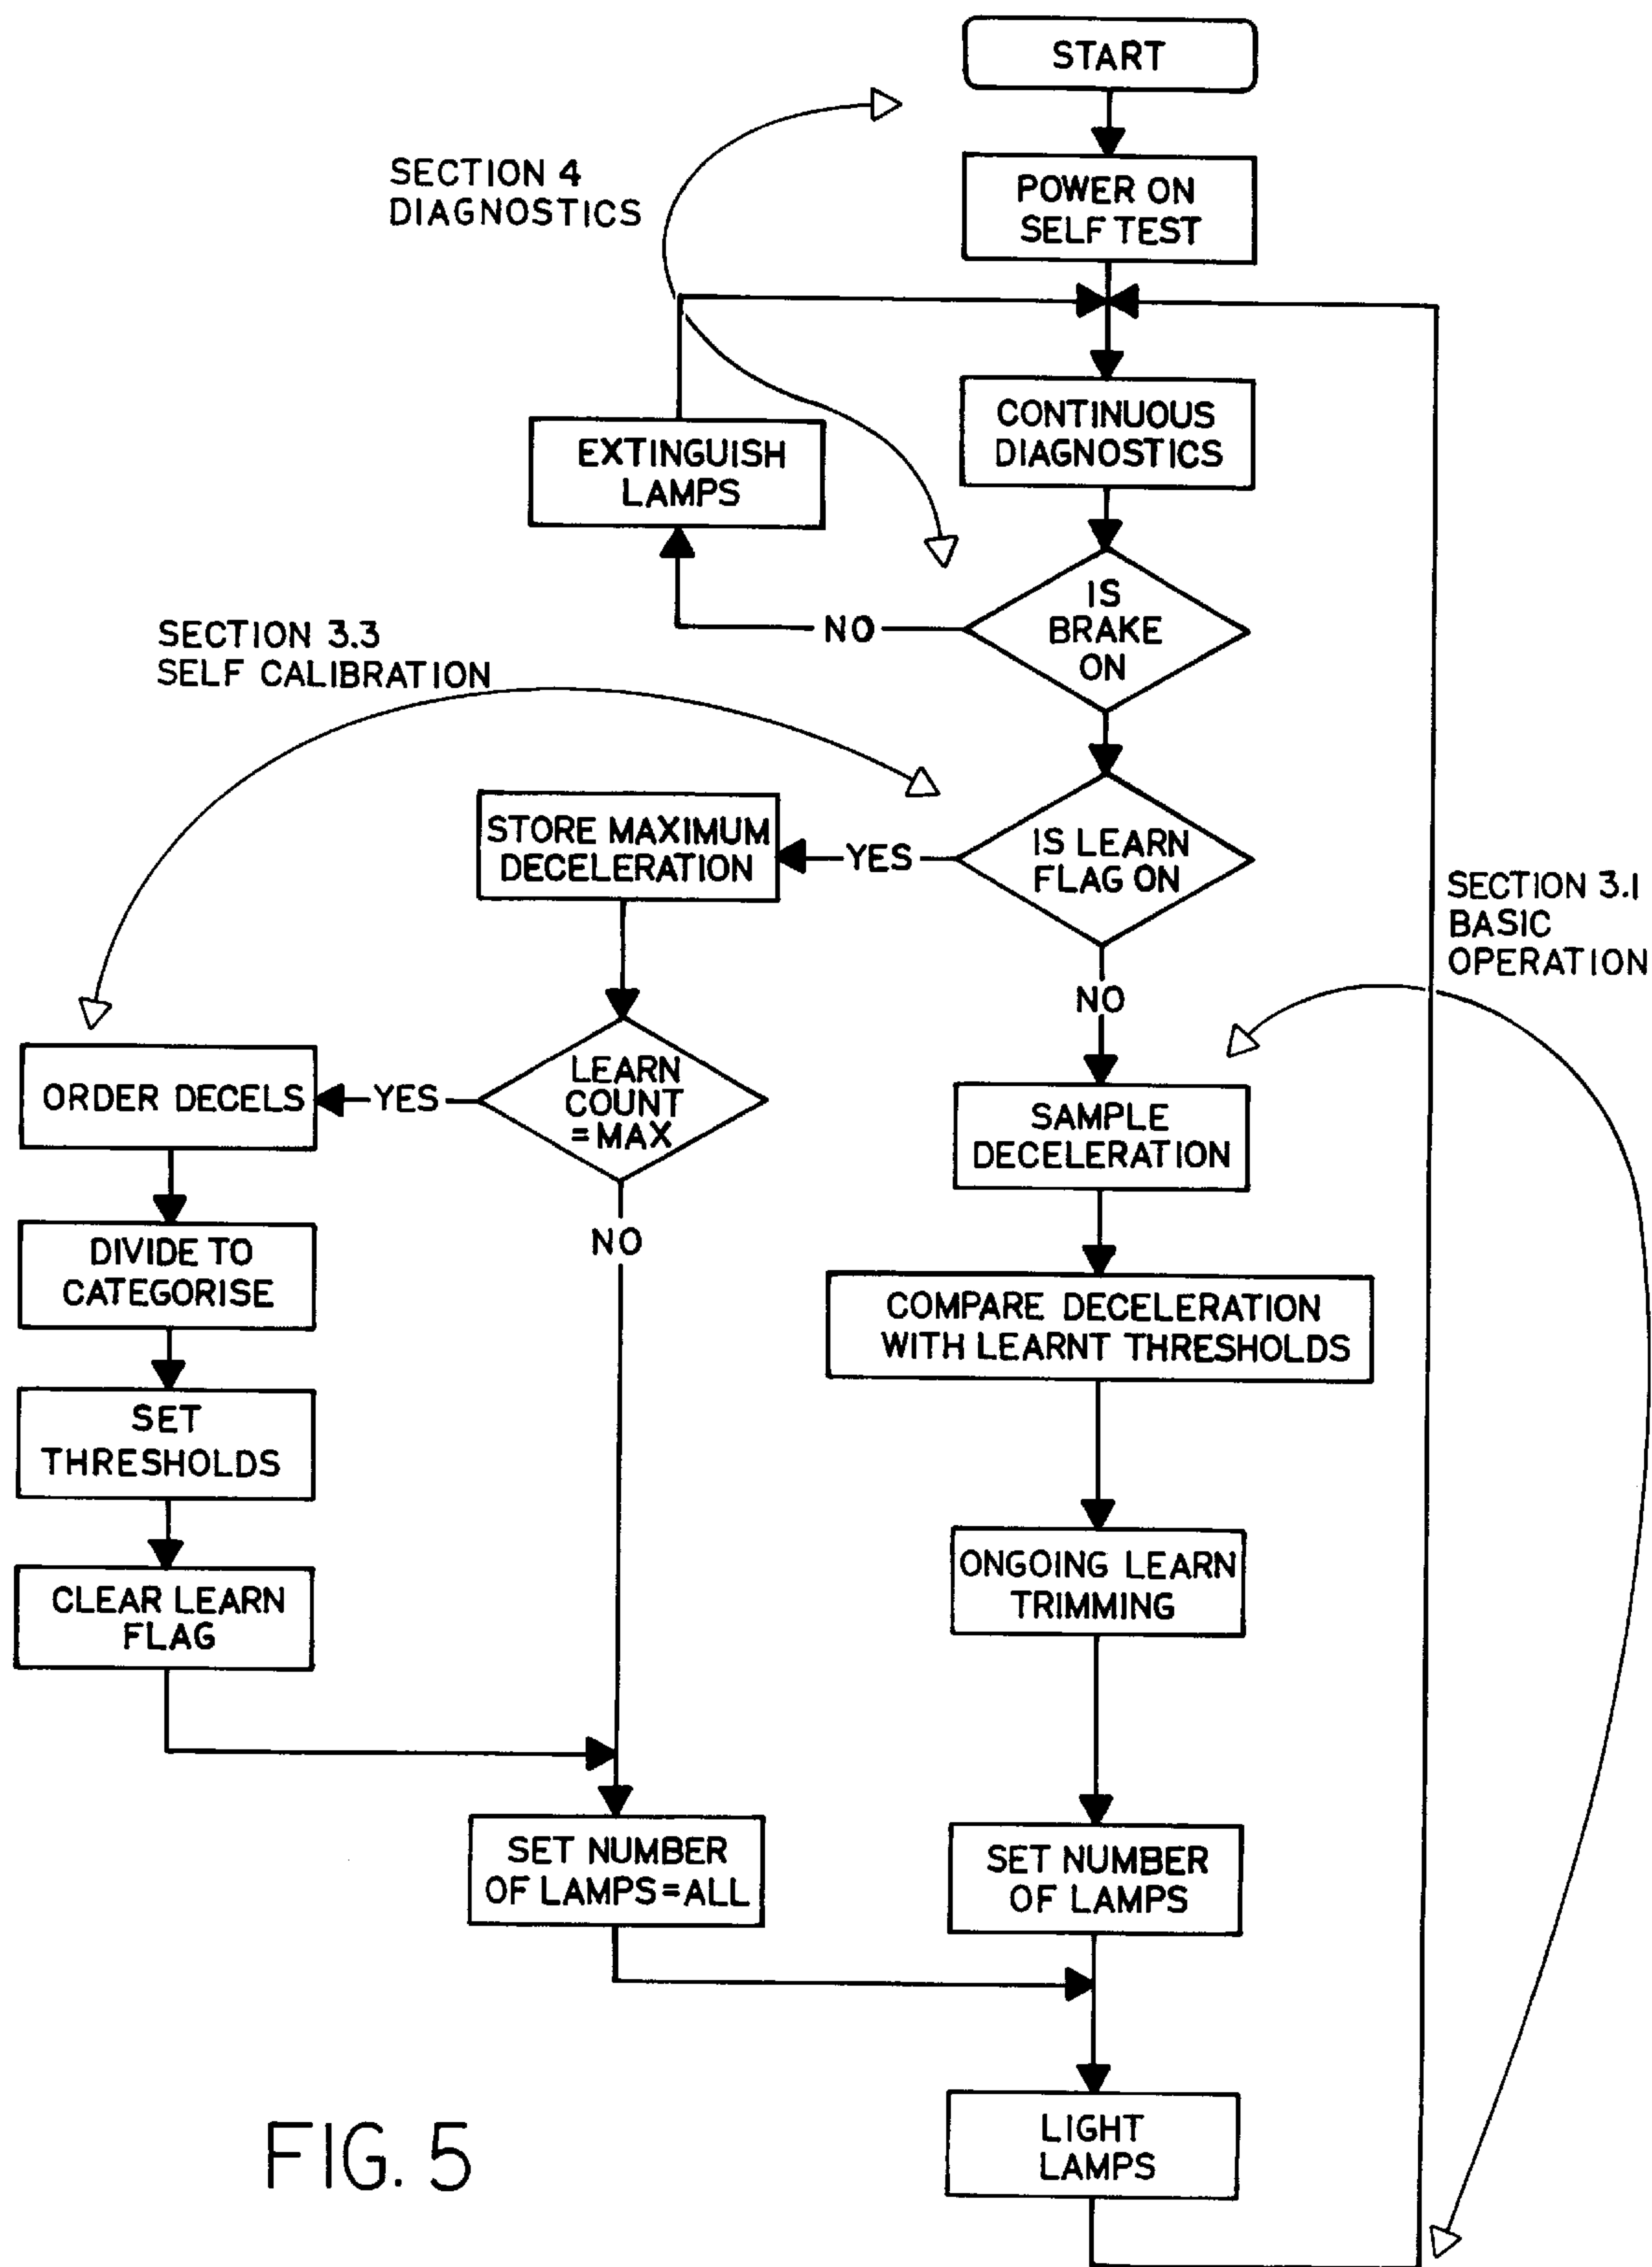 START
SECTION 4
DIAGNOSTICS
POWER ON
SELF TEST
CONTINUOUS
DIAGNOSTICS
EXTINGUISH
LAMPS
IS
BRAKE
ON
NO
SECTION 3.3
SELF CALIBRATION
IS LEARN
FLAG ON
YES
STORE MAXIMUM
DECELERATION
SECTION 3.1
BASIC
OPERATION
NO
LEARN
COUNT
=MAX
YES
ORDER DECELS
SAMPLE
DECELERATION
NO
DIVIDE TO
CATEGORISE
COMPARE DECELERATION
WITH LEARNT THRESHOLDS
SET
THRESHOLDS
ONGOING LEARN
TRIMMING
CLEAR LEARN
FLAG
SET NUMBER
OF LAMPS=ALL
SET NUMBER
OF LAMPS
LIGHT
LAMPS
FIG. 5